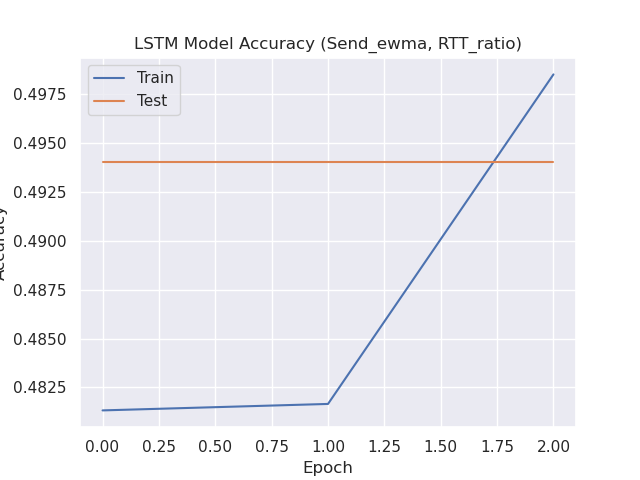 LSTM Model Accuracy (Send_ewma, RTT_ratio)
Train
Test
0.4975
0.4950
0.4925
0.4900
0.4875
0.4850
0.4825
Accuracy
0.00 0.25 0.50 0.75 1.00 1.25 1.50 1.75 2.00
Epoch